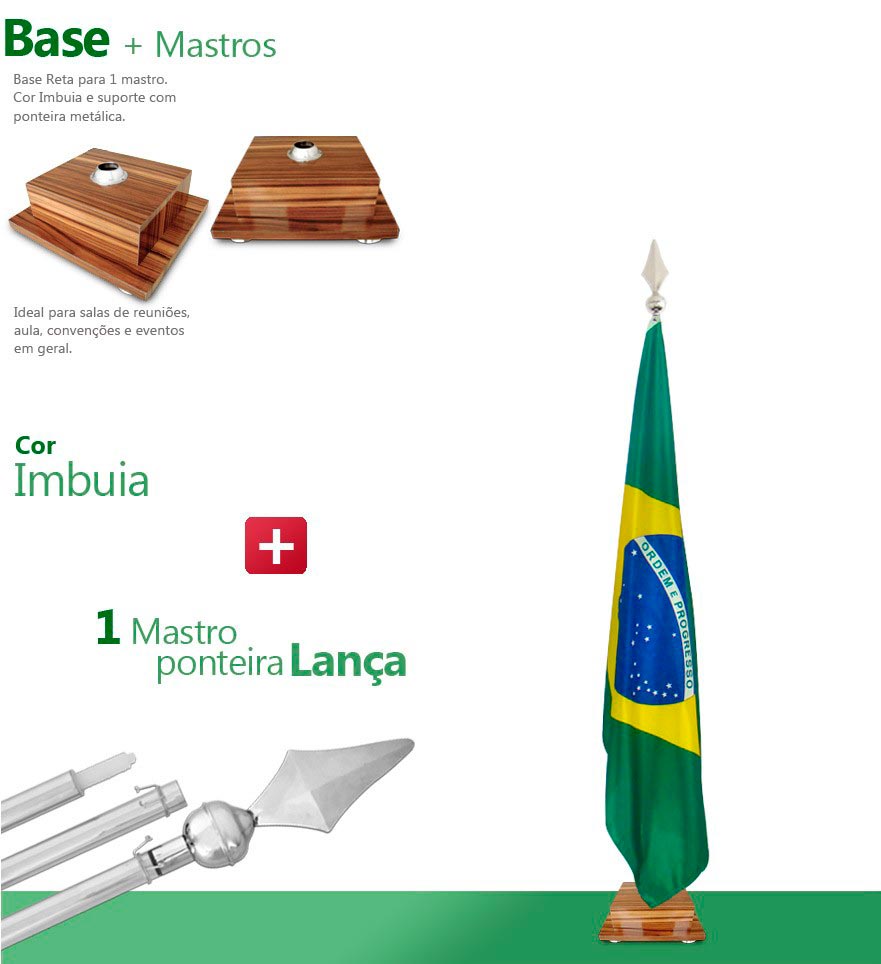 Base + Mastros
Base Reta para 1 mastro.
Cor Imbuia e suporte com
ponteira metálica.
Ideal para salas de reuniões,
aula, convenções e eventos
em geral.
Cor
Imbuia
1 Mastro
ponteira Lança
ORDEM E PROGRESSO